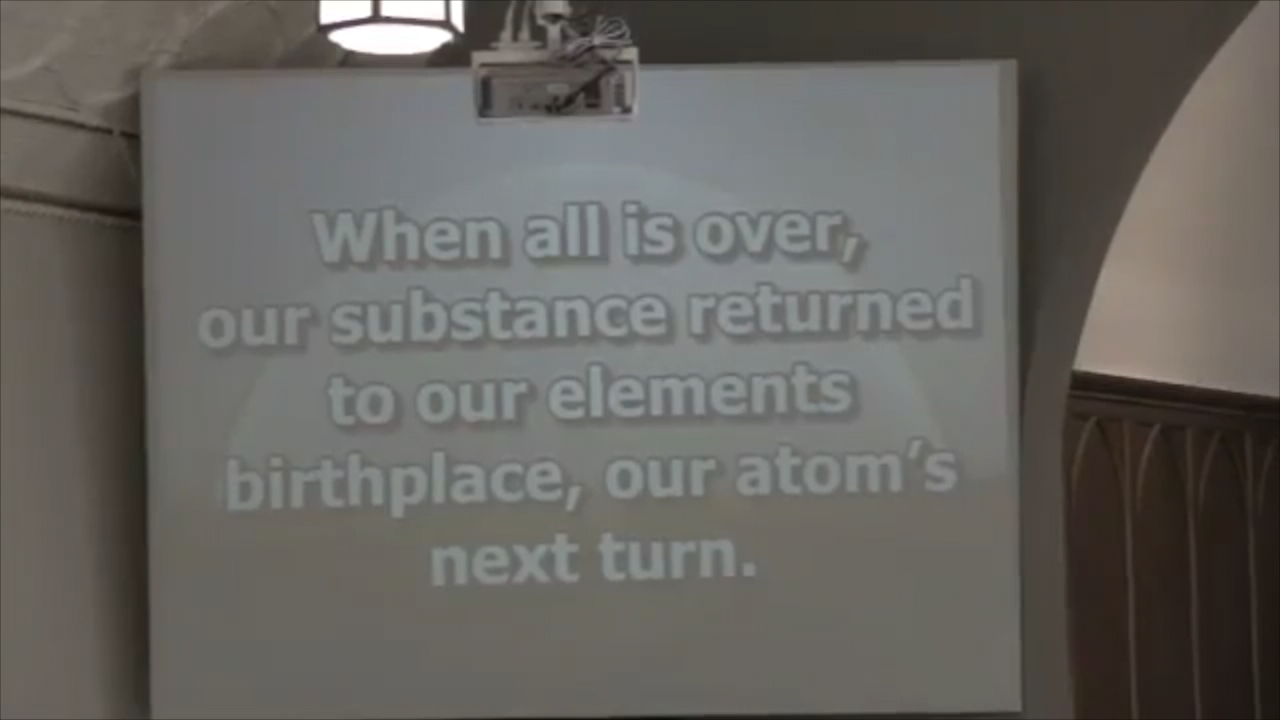 When all is over,
our substance returned
to our elements
birthplace, our atom’s
next turn.